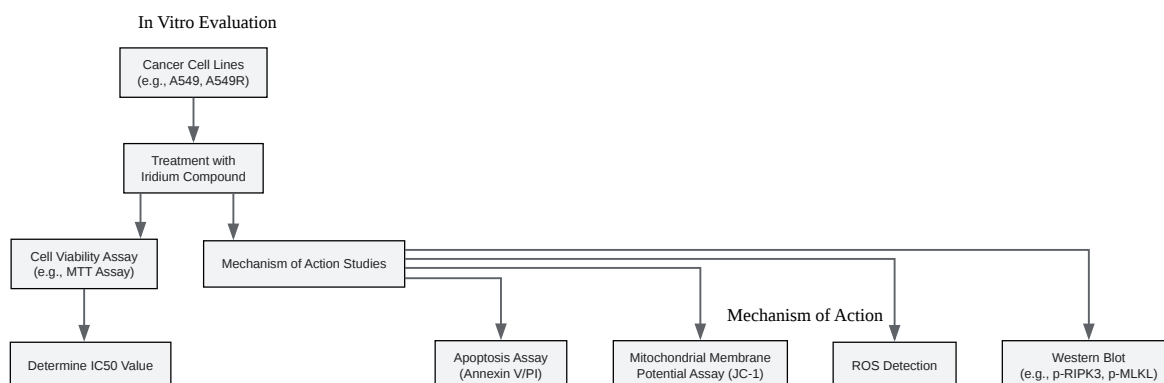 In Vitro Evaluation
Cancer Cell Lines
(e.g., A549, A549R)
Treatment with
Iridium Compound
Cell Viability Assay
(e.g., MTT Assay)
Mechanism of Action Studies
Mechanism of Action
Determine IC50 Value
Apoptosis Assay
(Annexin V/PI)
Mitochondrial Membrane
Potential Assay (JC-1)
ROS Detection
Western Blot
(e.g., p-RIPK3, p-MLKL)